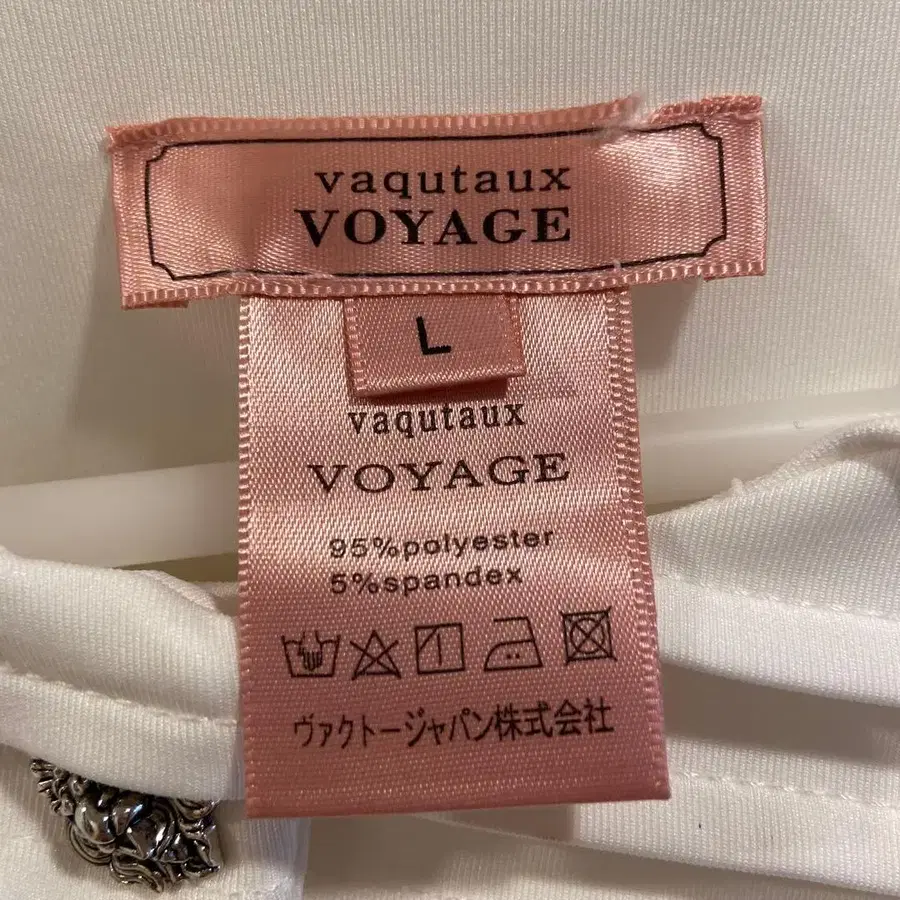 vaqutaux
VOYAGE
L
vaqutaux
VOYAGE
95%polyester
5%spandex
ヴァクトージャパン株式会社